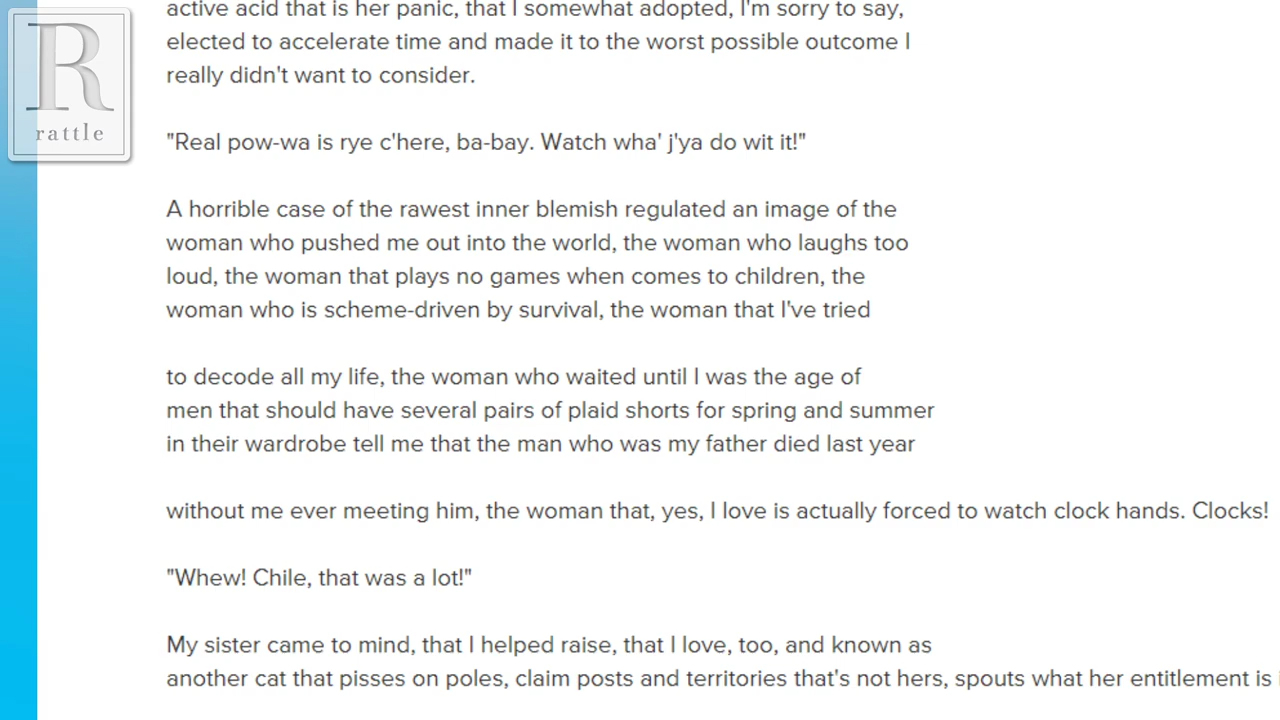 R
rattle
active acid that is her panic, that I somewhat adopted, I'm sorry to say,
elected to accelerate time and made it to the worst possible outcome I
really didn't want to consider.
"Real pow-wa is rye c'here, ba-bay. Watch wha' j'ya do wit it!"
A horrible case of the rawest inner blemish regulated an image of the
woman who pushed me out into the world, the woman who laughs too
loud, the woman that plays no games when comes to children, the
woman who is scheme-driven by survival, the woman that I've tried
to decode all my life, the woman who waited until I was the age of
men that should have several pairs of plaid shorts for spring and summer
in their wardrobe tell me that the man who was my father died last year
without me ever meeting him, the woman that, yes, I love is actually forced to watch clock hands. Clocks!
"Whew! Chile, that was a lot!"
My sister came to mind, that I helped raise, that I love, too, and known as
another cat that pisses on poles, claim posts and territories that's not hers, spouts what her entitlement is